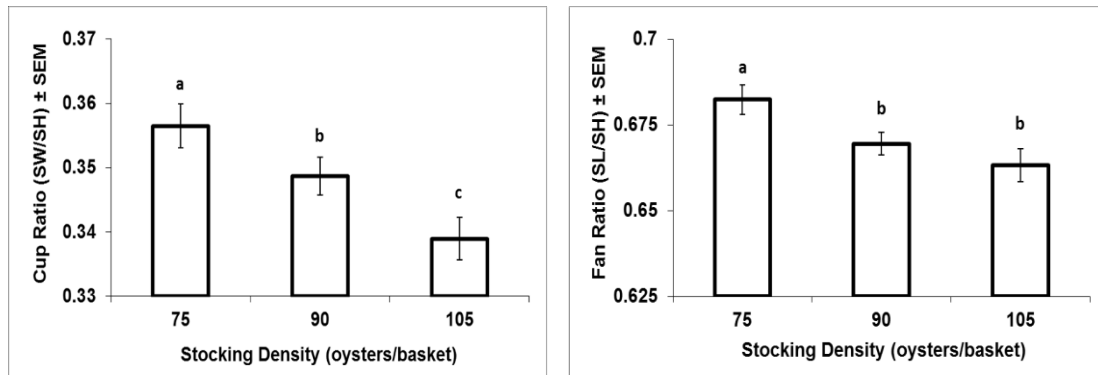 Cup Ratio (SW/SH) ± SEM
0.37
0.36
0.35
0.34
0.33
a
b
c
75 90 105
Stocking Density (oysters/basket)
Fan Ratio (SL/SH) ± SEM
0.7
0.675
0.65
0.625
a
b
b
75 90 105
Stocking Density (oysters/basket)